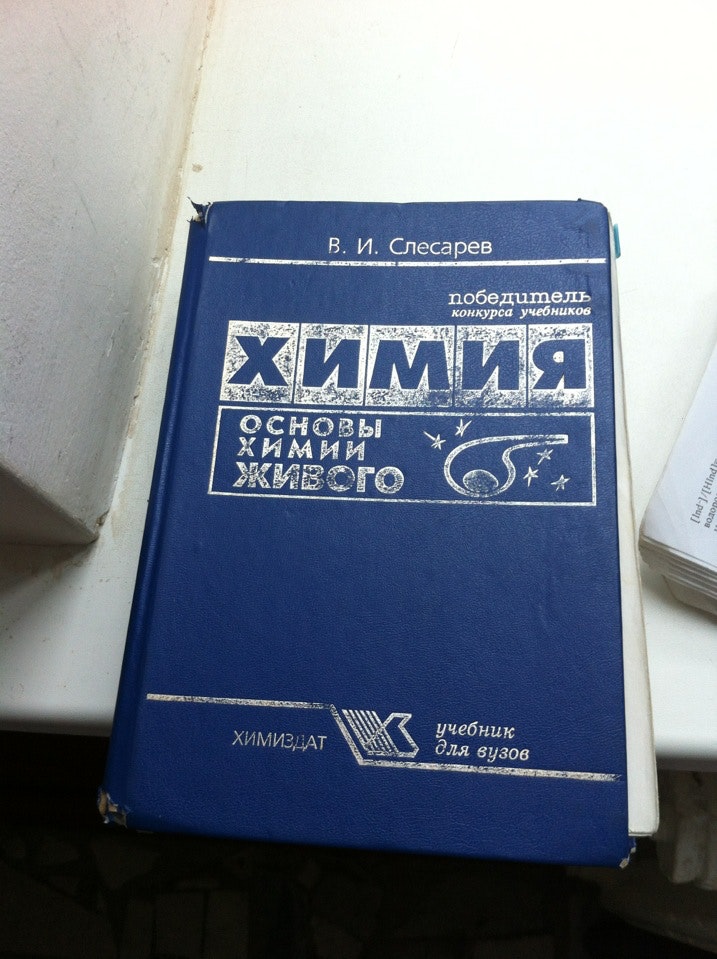 В. И. Слесарев
победитель
конкурса учебников
ХИМИЯ
ОСНОВЫ
ХИМИИ
ЖИВОГО
ХИМИЗДАТ
учебник
для вузов